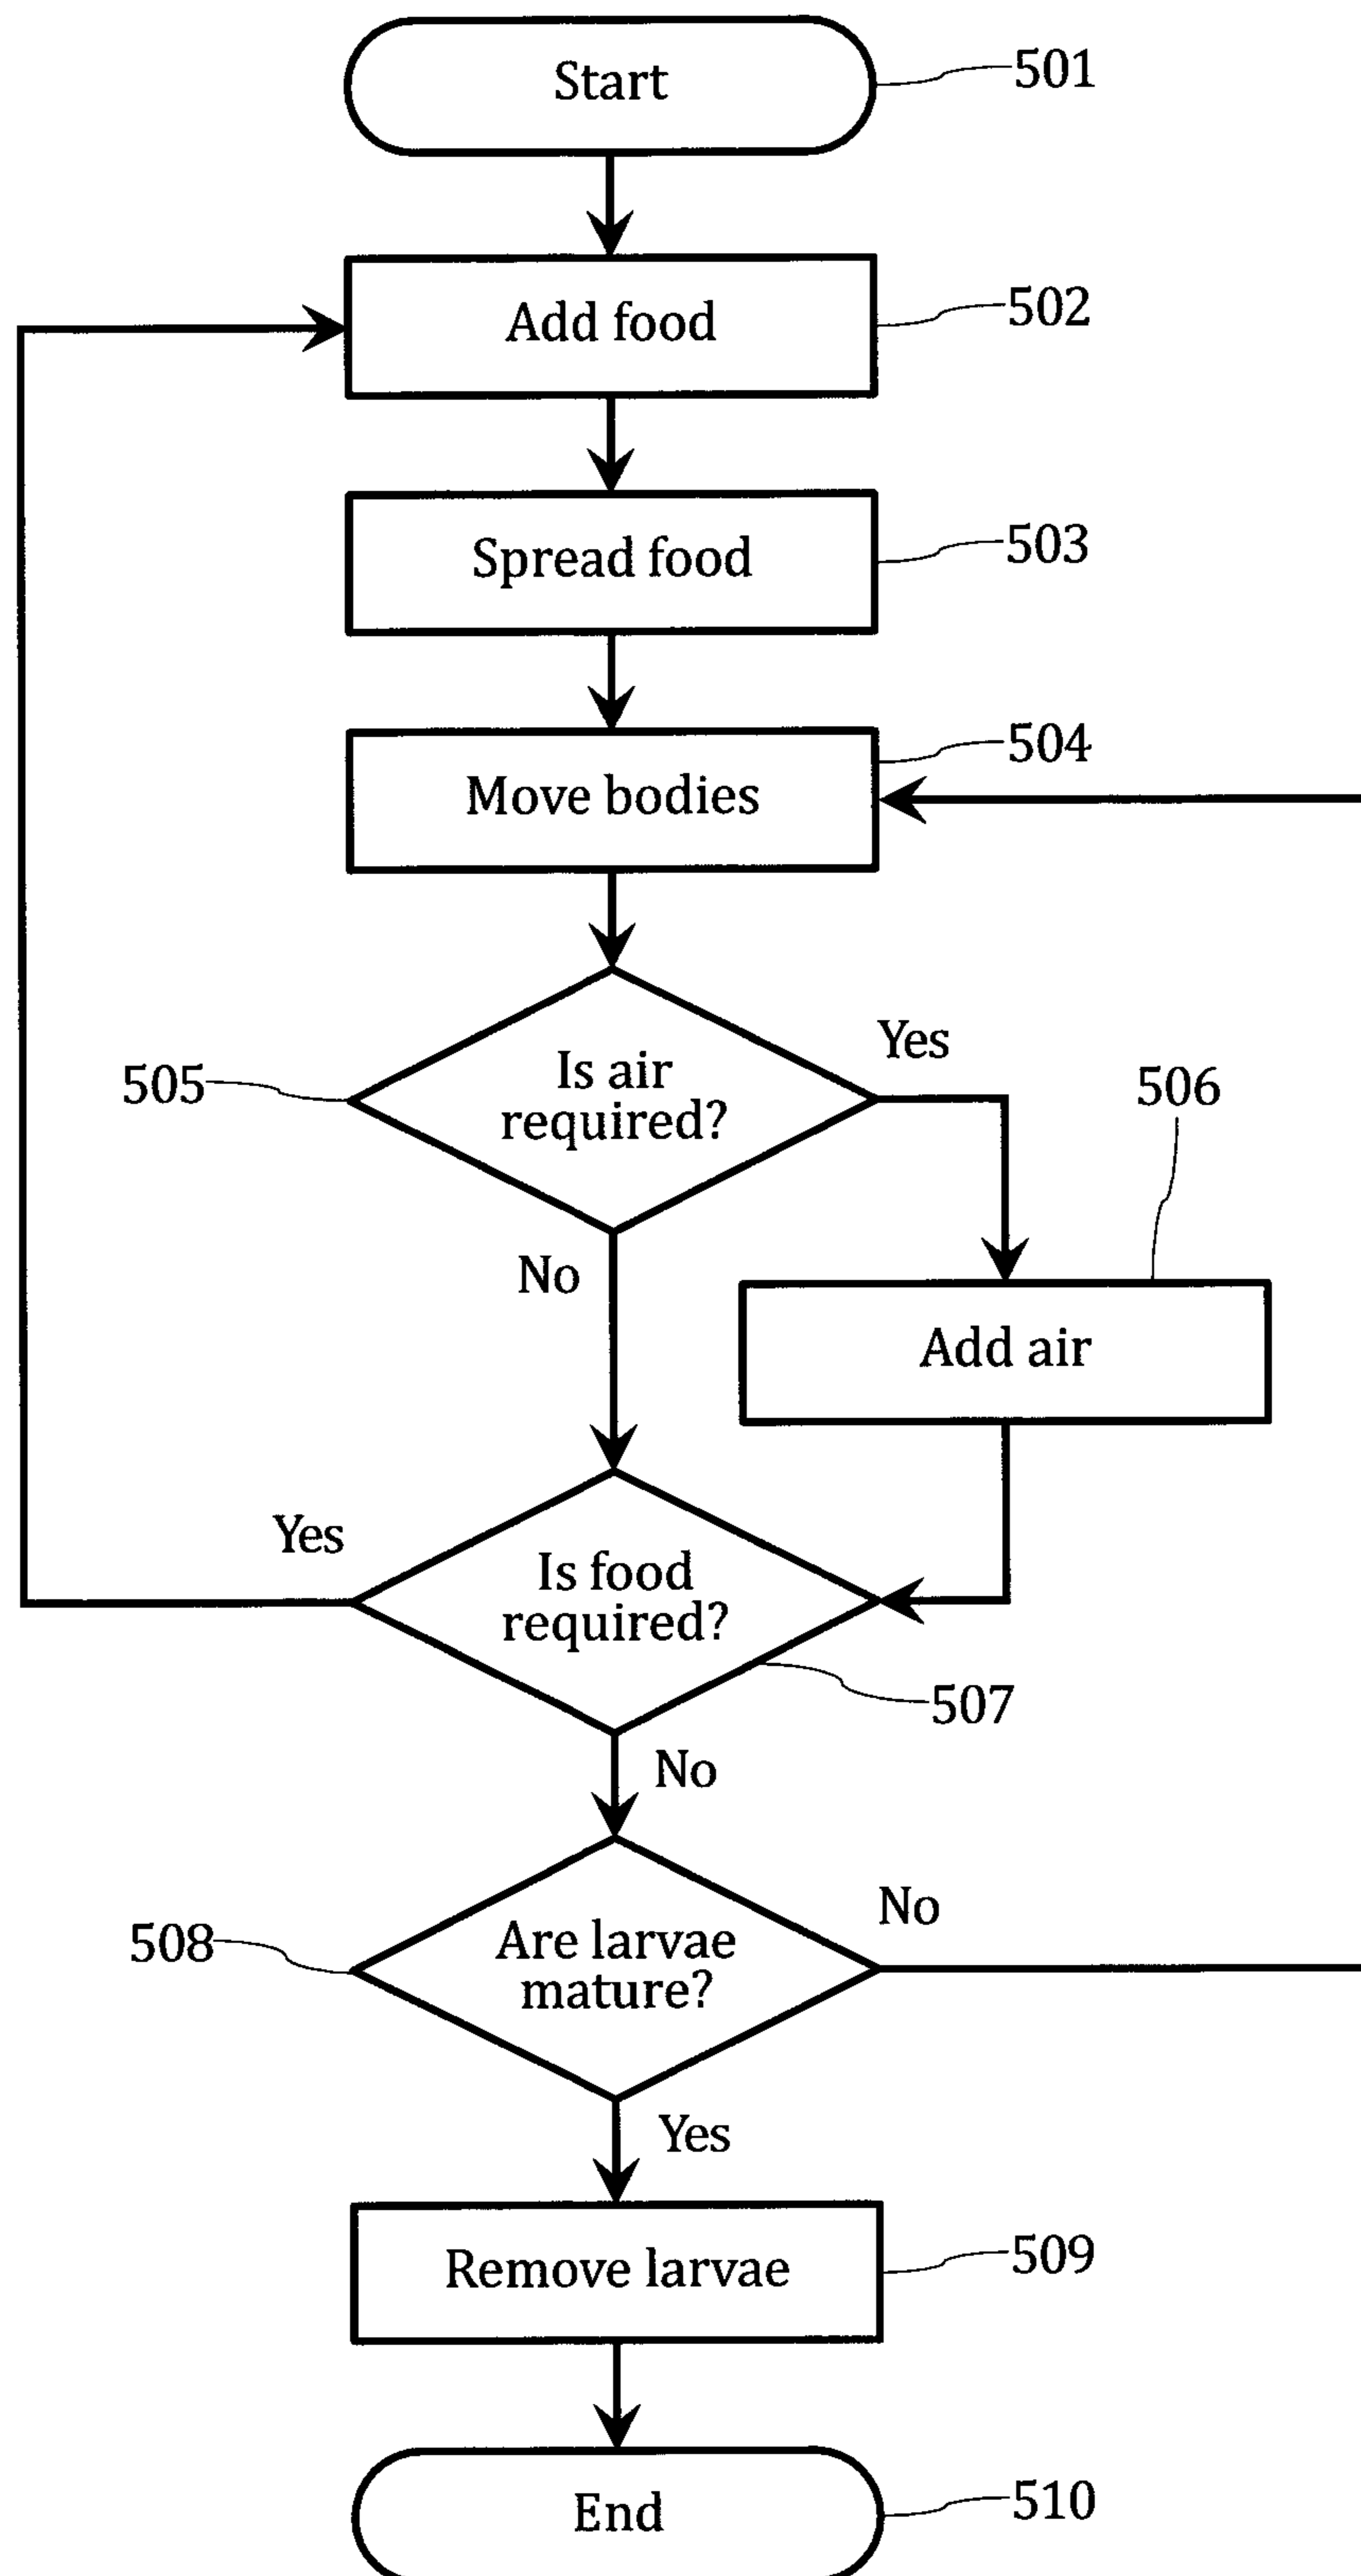 Start
501
Add food
502
Spread food
503
Move bodies
504
Is air
required?
505
Yes
506
No
Add air
Yes
Is food
required?
507
No
Are larvae
mature?
508
No
Yes
Remove larvae
509
End
510